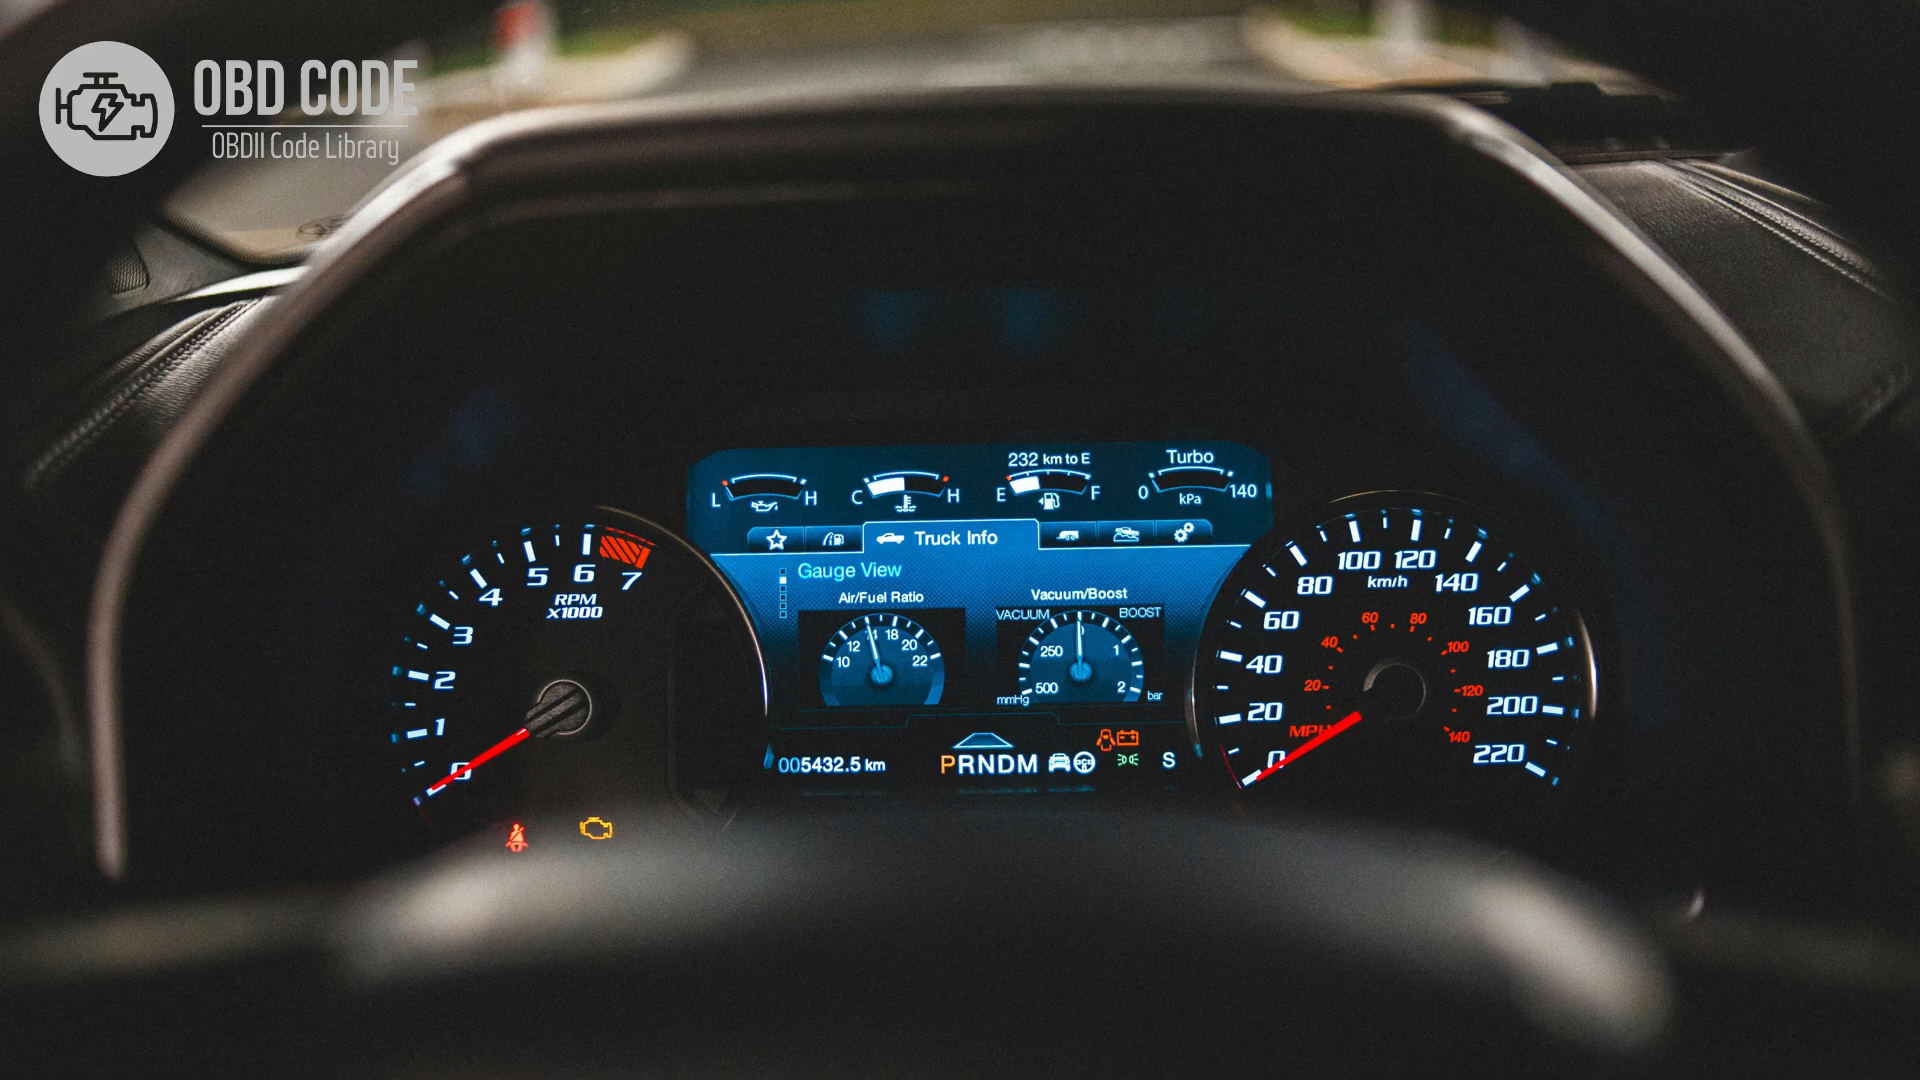 OBD CODE
OBDII Code Library
232 km to E
Turbo
L H
C H
E F
0 140
kPa
Truck Info
Gauge View
Air/Fuel Ratio
10 12 14 18 20 22
Vacuum/Boost
VACUUM BOOST
500 250 0 1 2
mmHg bar
0 1 2 3 4 5 6 7
RPM
X1000
0 20 40 60 80 100 120 140 160 180 200 220
km/h
20 40 60 80 100 120 140
MPH
005432.5 km
PRNDM
S